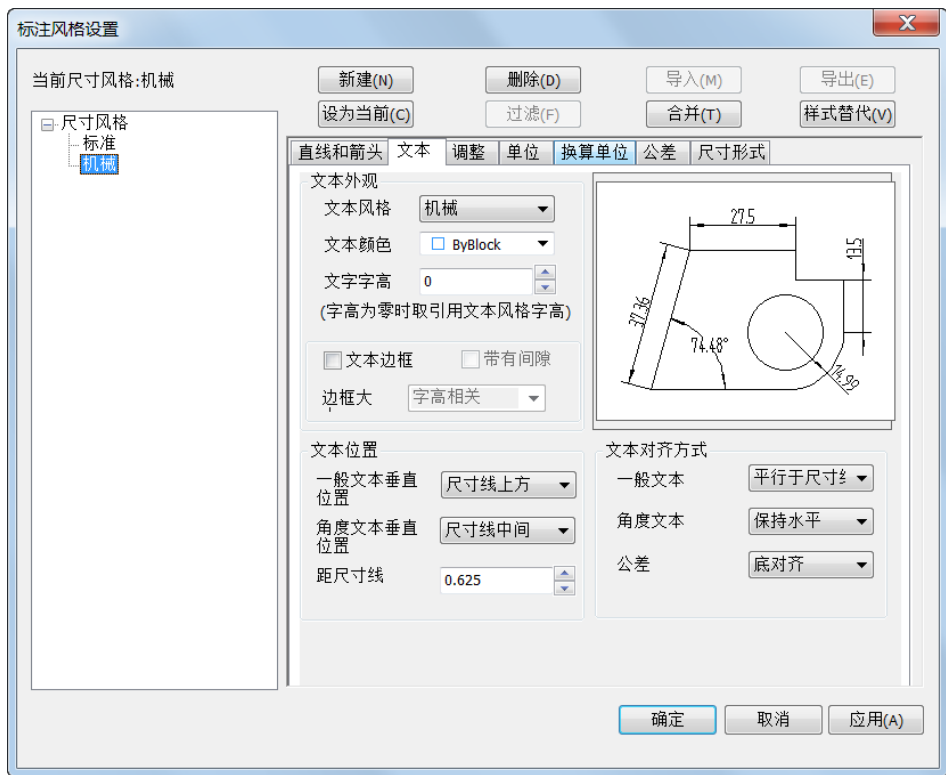 标注风格设置
当前尺寸风格:机械
新建(N) 删除(D) 导入(M) 导出(E)
设为当前(C) 过滤(F) 合并(T) 样式替代(V)
尺寸风格
标准
机械
直线和箭头 文本 调整 单位 换算单位 公差 尺寸形式
文本外观
文本风格 机械
文本颜色 ByBlock
文字字高 0
(字高为零时取引用文本风格字高)
文本边框 带有间隙
边框大 字高相关
27.5
13.5
37.36
74.48°
14.99
文本位置
一般文本垂直
位置
尺寸线上方
角度文本垂直
位置
尺寸线中间
距尺寸线 0.625
文本对齐方式
一般文本 平行于尺寸
角度文本 保持水平
公差 底对齐
确定 取消 应用(A)